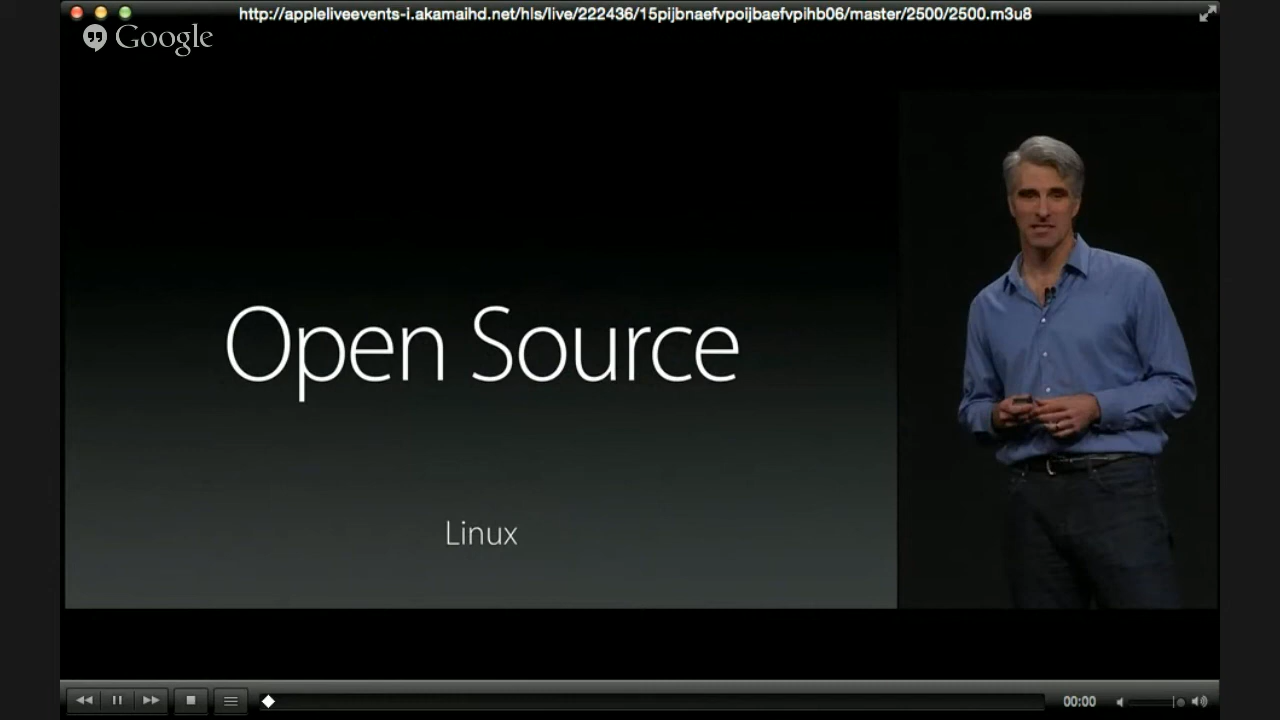 http://appleliveevents-i.akamaihd.net/hls/live/222436/15pijbnaefvpoijbaefvpihb06/master/2500/2500.m3u8
Google
Open Source
Linux
00:00